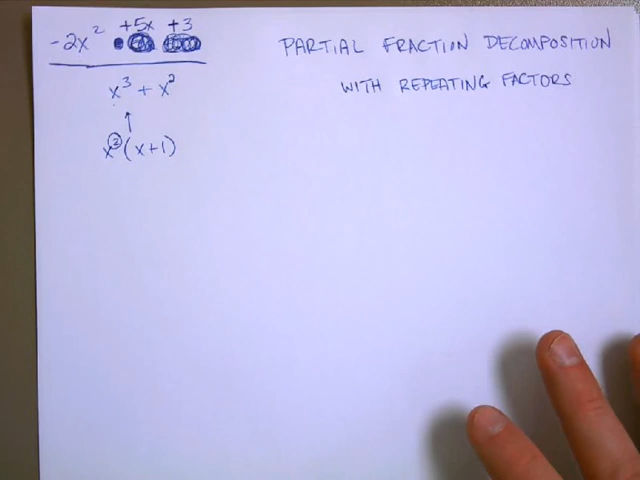 +5x +3
-2x²
x³ + x²
↑
x²(x+1)
PARTIAL FRACTION DECOMPOSITION
WITH REPEATING FACTORS